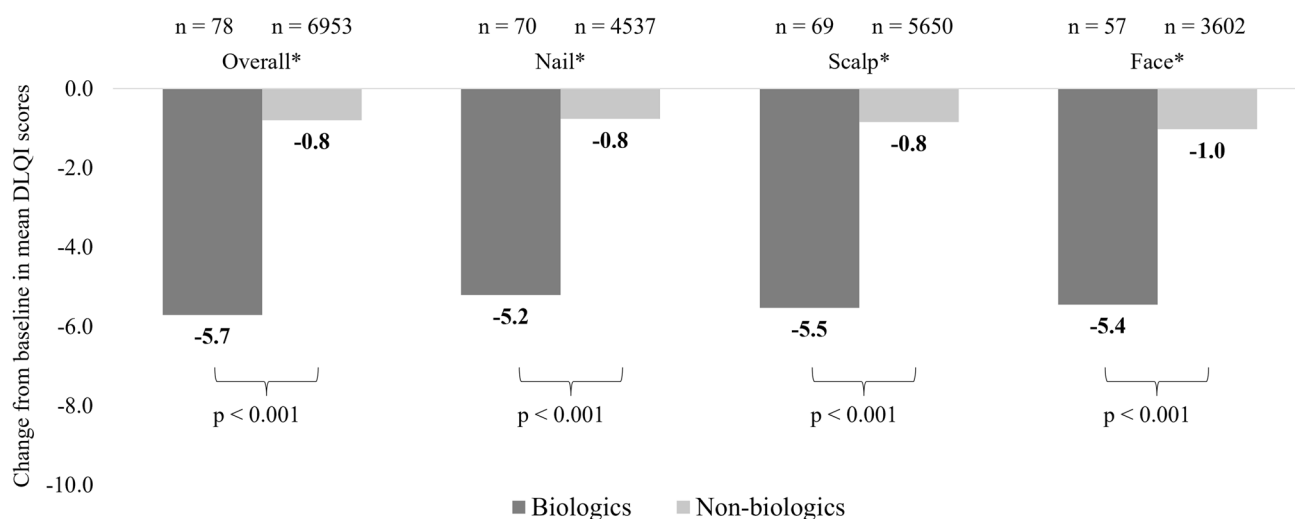 n = 78 n = 6953 n = 70 n = 4537 n = 69 n = 5650 n = 57 n = 3602
Overall* Nail* Scalp* Face*
Change from baseline in mean DLQI scores
0.0
-2.0
-4.0
-6.0
-8.0
-10.0
-0.8 -0.8 -0.8 -1.0
-5.7 -5.2 -5.5 -5.4
p < 0.001 p < 0.001 p < 0.001 p < 0.001
Biologics Non-biologics